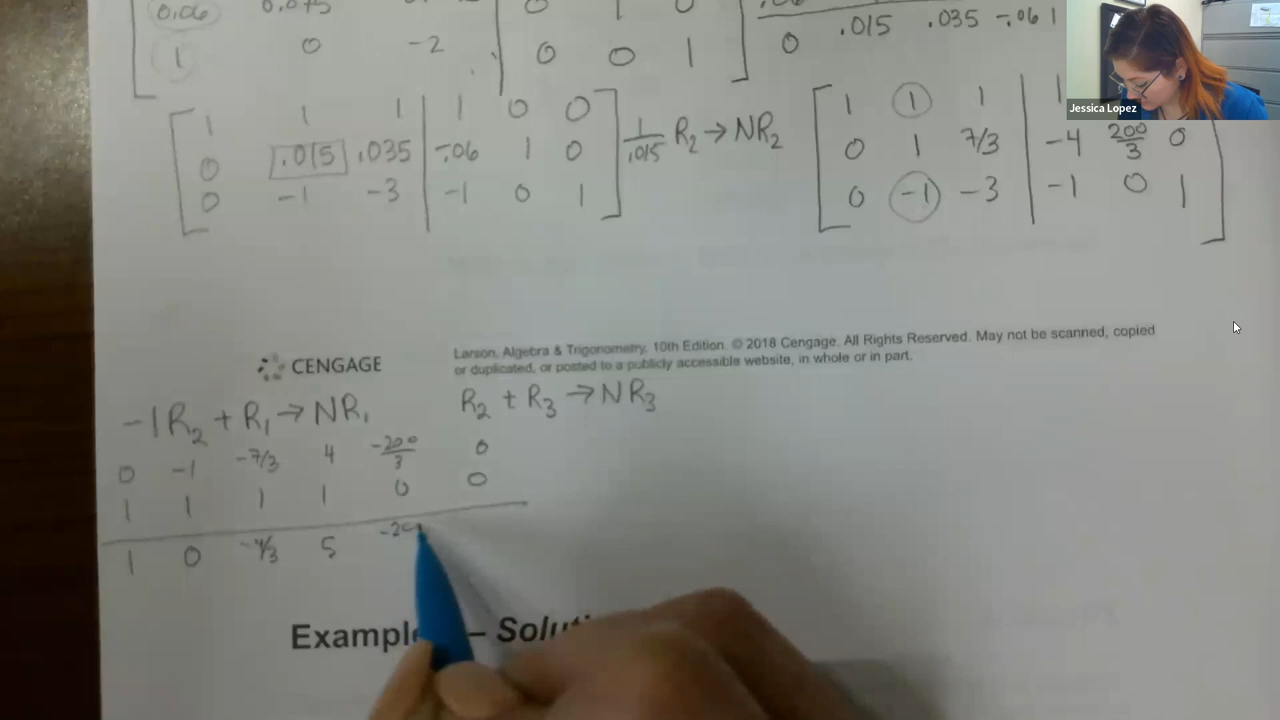 0.06 0.075 0 1 0
1 0 -2 0 0 1 0 .015 .035 -.061
Jessica Lopez
1 1 1 1 0 0 1 1 1 1
0 .015 .035 -.06 1 0 1/.015 R₂ → NR₂ 0 1 7/3 -4 200/3 0
0 -1 -3 -1 0 1 0 -1 -3 -1 0 1
CENGAGE
Larson, Algebra & Trigonometry, 10th Edition. © 2018 Cengage. All Rights Reserved. May not be scanned, copied
or duplicated, or posted to a publicly accessible website, in whole or in part.
-1R₂ + R₁ → NR₁ R₂ + R₃ → NR₃
0 -1 -7/3 4 -200/3 0
1 1 1 1 0 0
1 0 -4/3 5 -20
Example – Solution